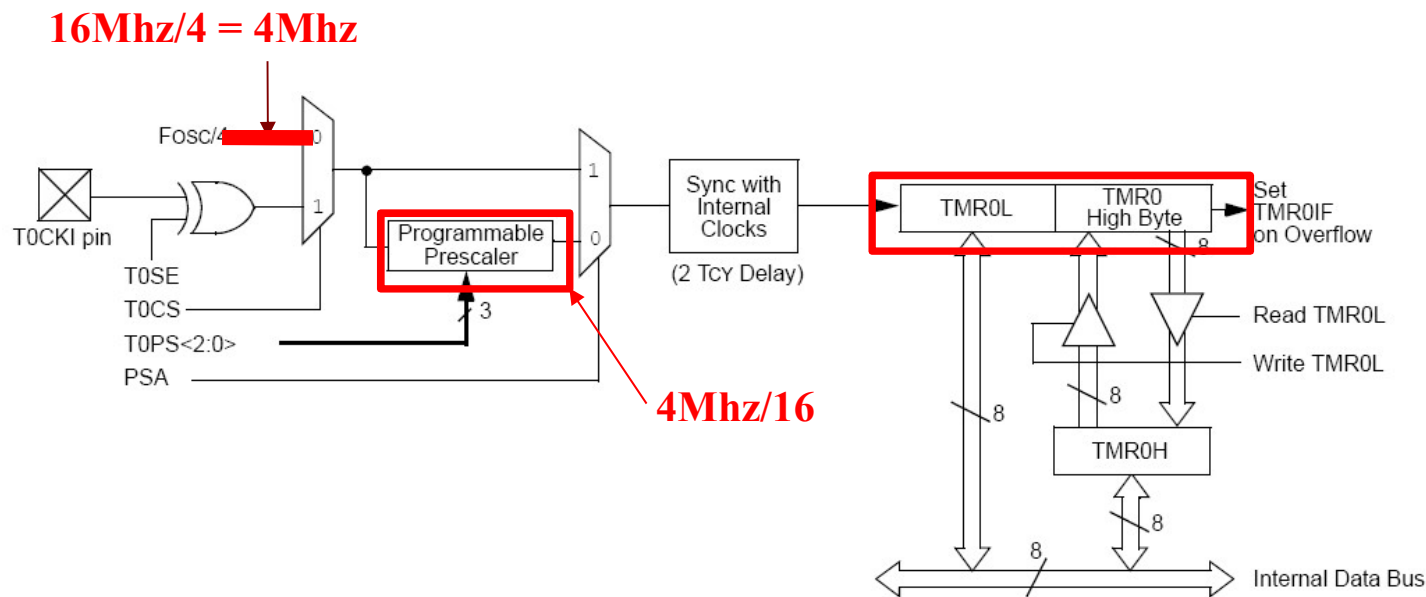 16Mhz/4 = 4Mhz
Fosc/4
0
1
T0CKI pin
T0SE
T0CS
T0PS<2:0>
PSA
Programmable
Prescaler
3
1
0
4Mhz/16
Sync with
Internal
Clocks
(2 TCY Delay)
TMR0L
TMR0
High Byte
8
Set
TMR0IF
on Overflow
Read TMR0L
Write TMR0L
8
8
TMR0H
8
8
Internal Data Bus